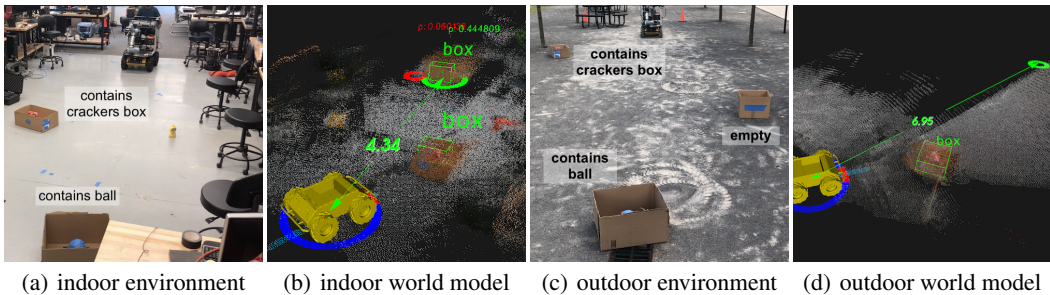 contains
crackers box
contains ball
ρ: 0.444809
box
box
4.34
contains
crackers box
empty
contains
ball
6.95
box
(a) indoor environment
(b) indoor world model
(c) outdoor environment
(d) outdoor world model